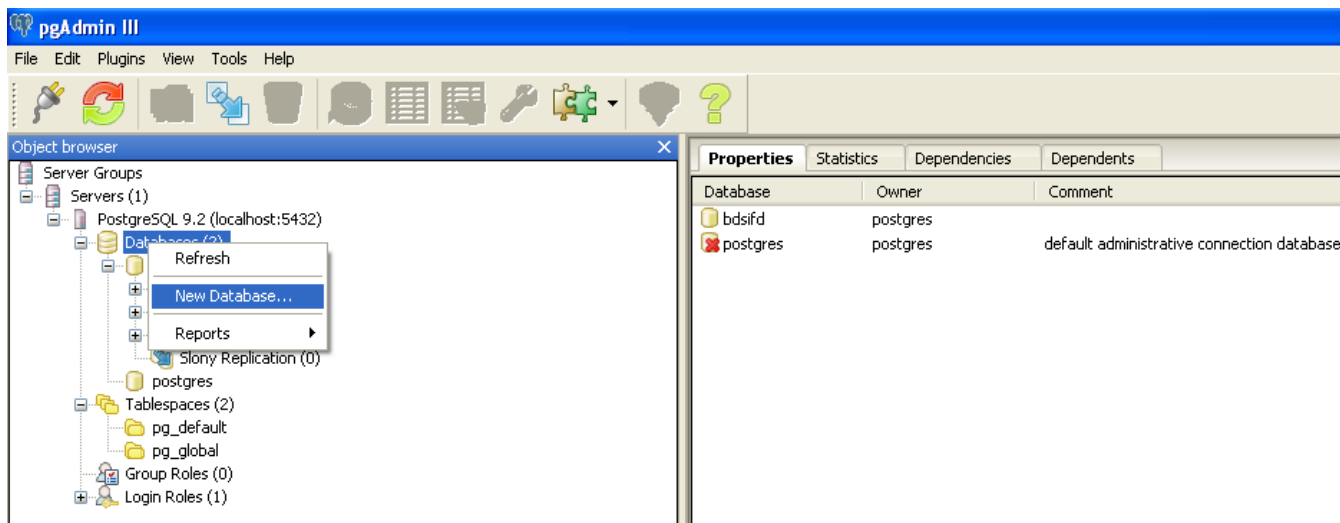 pgAdmin III
File Edit Plugins View Tools Help
Object browser
Server Groups
Servers (1)
PostgreSQL 9.2 (localhost:5432)
Databases (2)
Refresh
New Database...
Reports
Slony Replication (0)
postgres
Tablespaces (2)
pg_default
pg_global
Group Roles (0)
Login Roles (1)
Properties Statistics Dependencies Dependents
Database Owner Comment
bdsifd postgres
postgres postgres default administrative connection database